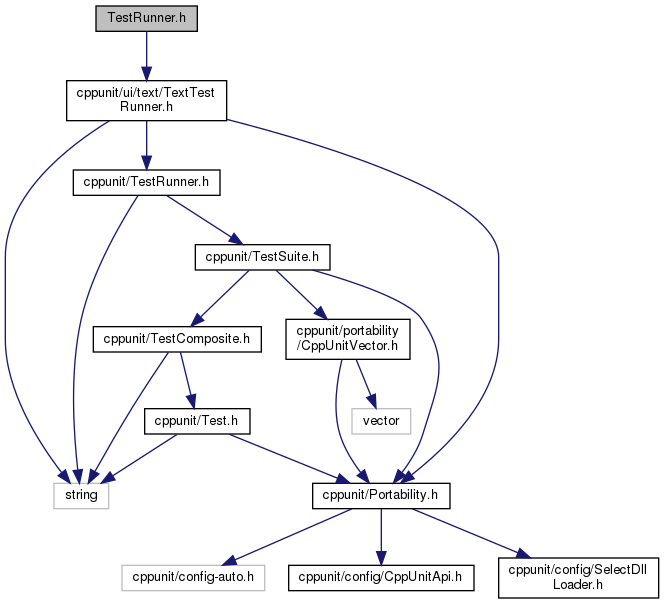 TestRunner.h
cppunit/ui/text/TextTest
Runner.h
cppunit/TestRunner.h
cppunit/TestSuite.h
cppunit/TestComposite.h
cppunit/portability
/CppUnitVector.h
cppunit/Test.h
vector
string
cppunit/Portability.h
cppunit/config-auto.h
cppunit/config/CppUnitApi.h
cppunit/config/SelectDll
Loader.h